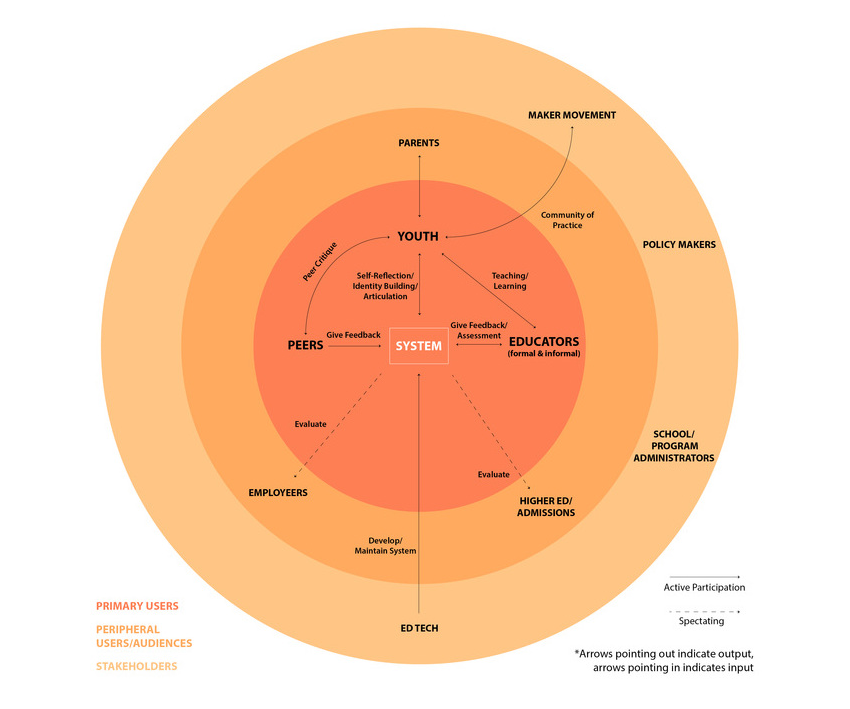 MAKER MOVEMENT
PARENTS
Community of
Practice
YOUTH
POLICY MAKERS
Peer Critique
Self-Reflection/
Identity Building/
Articulation
Teaching/
Learning
PEERS
Give Feedback
SYSTEM
Give Feedback/
Assessment
EDUCATORS
(formal & informal)
Evaluate
SCHOOL/
PROGRAM
ADMINISTRATORS
Evaluate
EMPLOYEERS
HIGHER ED/
ADMISSIONS
Develop/
Maintain System
ED TECH
Active Participation
Spectating
*Arrows pointing out indicate output,
arrows pointing in indicates input
PRIMARY USERS
PERIPHERAL
USERS/AUDIENCES
STAKEHOLDERS